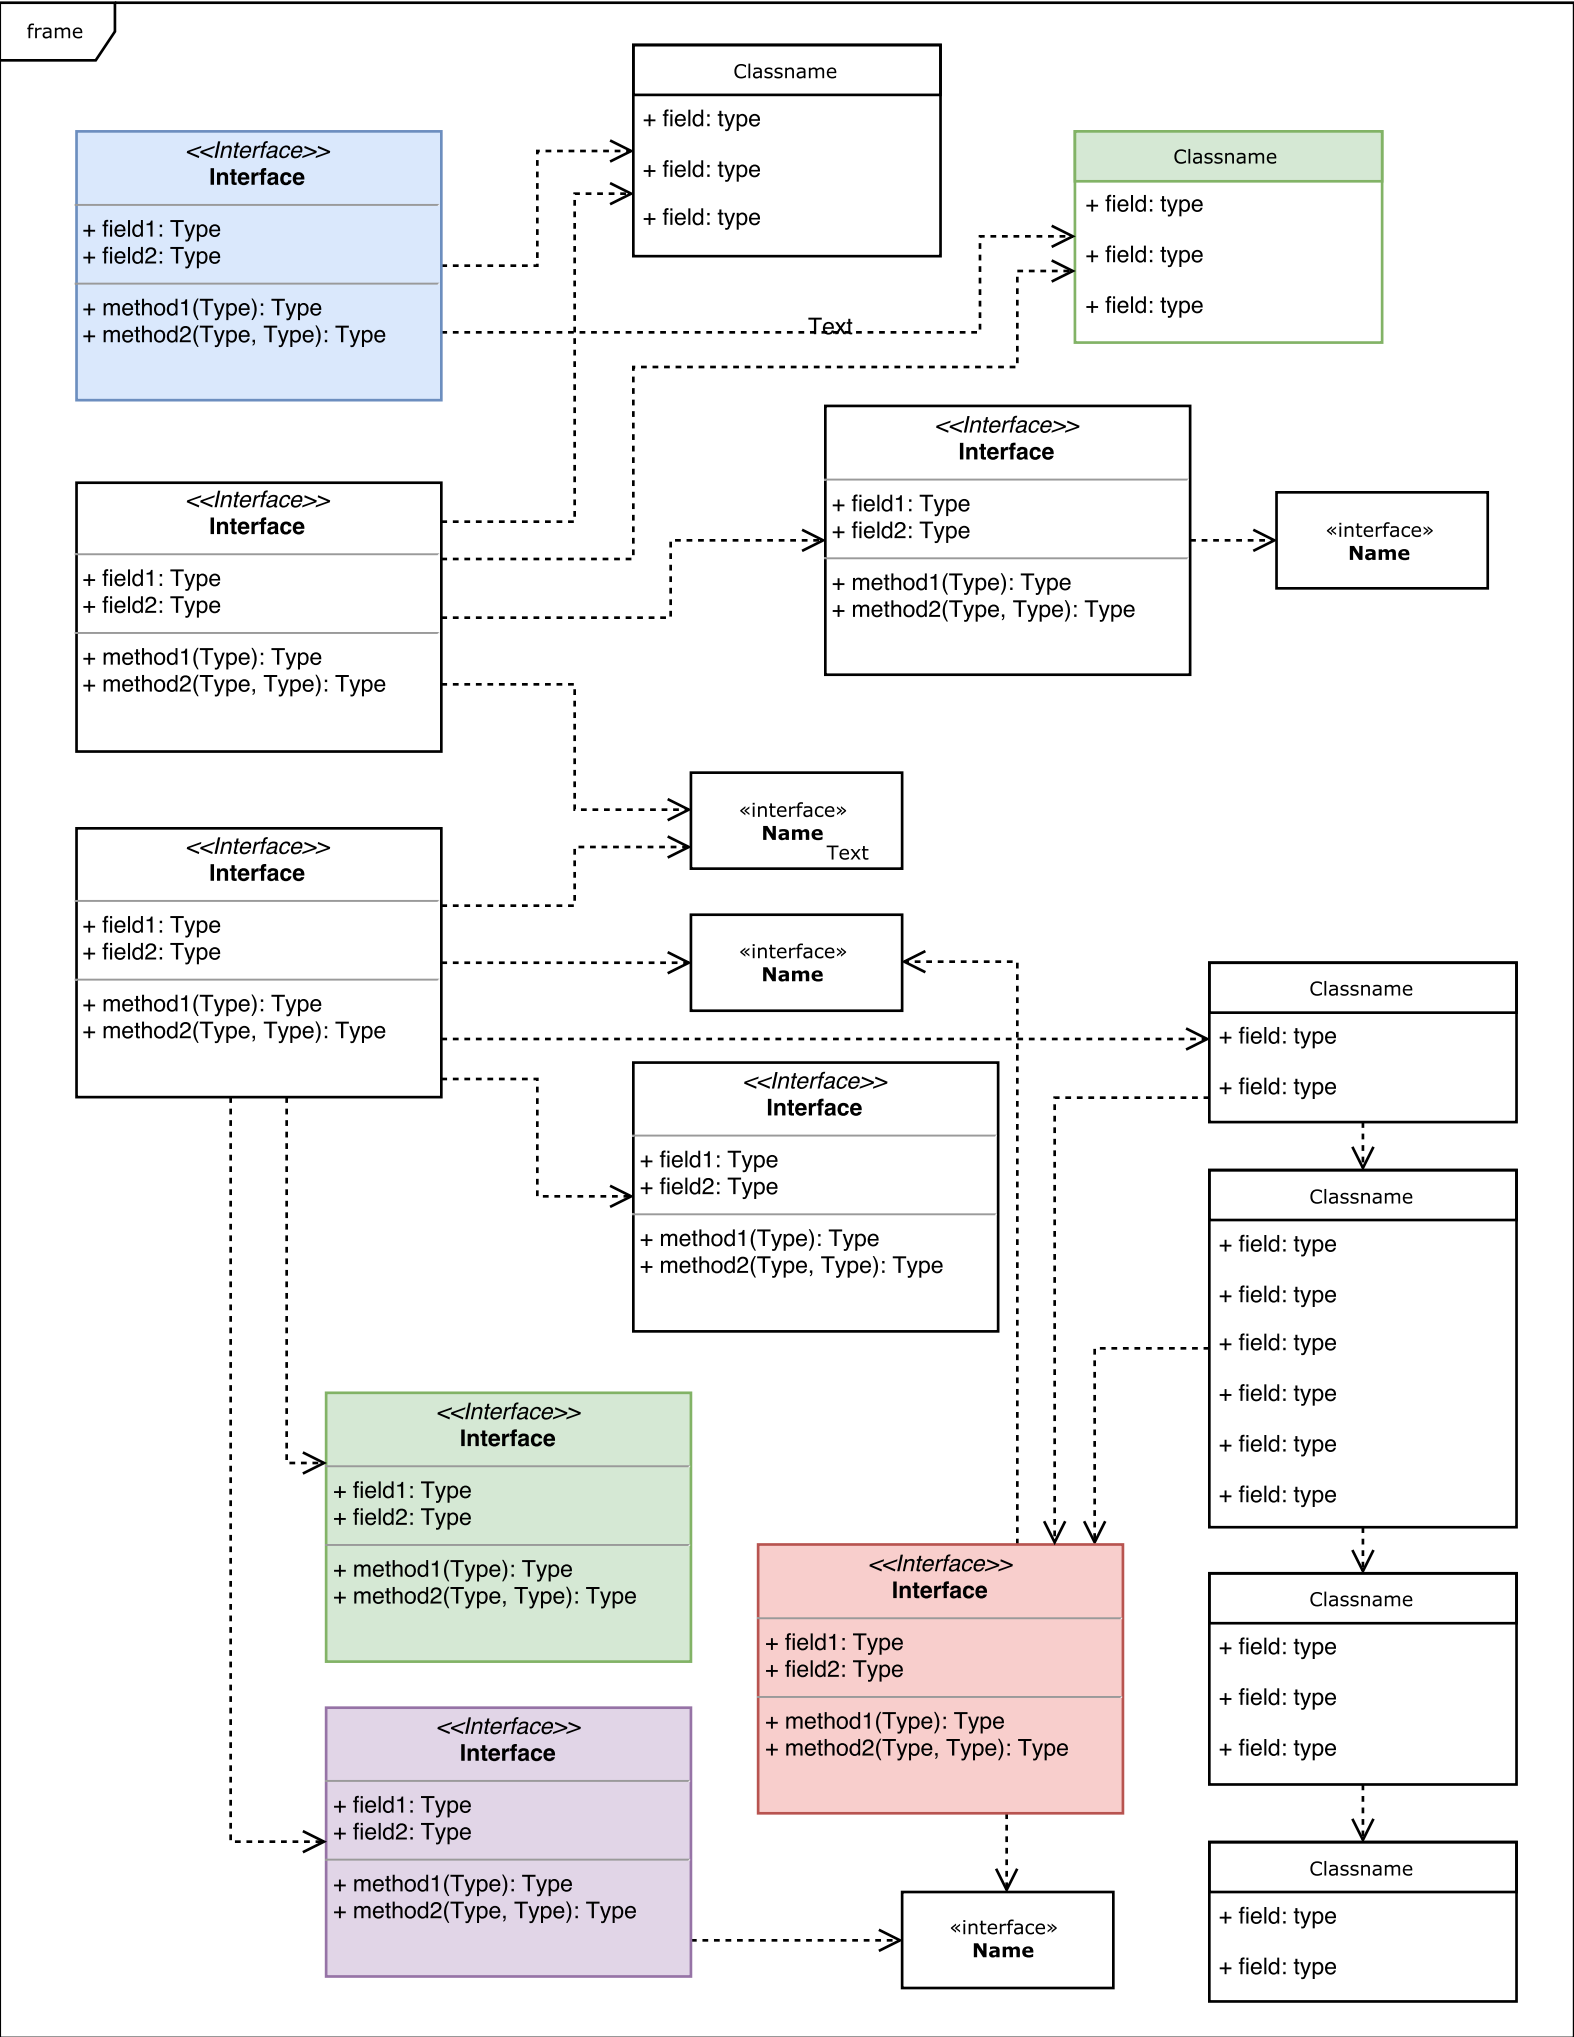 frame
Classname
+ field: type
+ field: type
+ field: type
<<Interface>>
Interface
+ field1: Type
+ field2: Type
+ method1(Type): Type
+ method2(Type, Type): Type
Classname
+ field: type
+ field: type
+ field: type
Text
<<Interface>>
Interface
+ field1: Type
+ field2: Type
+ method1(Type): Type
+ method2(Type, Type): Type
«interface»
Name
<<Interface>>
Interface
+ field1: Type
+ field2: Type
+ method1(Type): Type
+ method2(Type, Type): Type
«interface»
Name
Text
<<Interface>>
Interface
+ field1: Type
+ field2: Type
+ method1(Type): Type
+ method2(Type, Type): Type
«interface»
Name
Classname
+ field: type
+ field: type
<<Interface>>
Interface
+ field1: Type
+ field2: Type
+ method1(Type): Type
+ method2(Type, Type): Type
Classname
+ field: type
+ field: type
+ field: type
+ field: type
+ field: type
+ field: type
<<Interface>>
Interface
+ field1: Type
+ field2: Type
+ method1(Type): Type
+ method2(Type, Type): Type
<<Interface>>
Interface
+ field1: Type
+ field2: Type
+ method1(Type): Type
+ method2(Type, Type): Type
Classname
+ field: type
+ field: type
+ field: type
<<Interface>>
Interface
+ field1: Type
+ field2: Type
+ method1(Type): Type
+ method2(Type, Type): Type
«interface»
Name
Classname
+ field: type
+ field: type